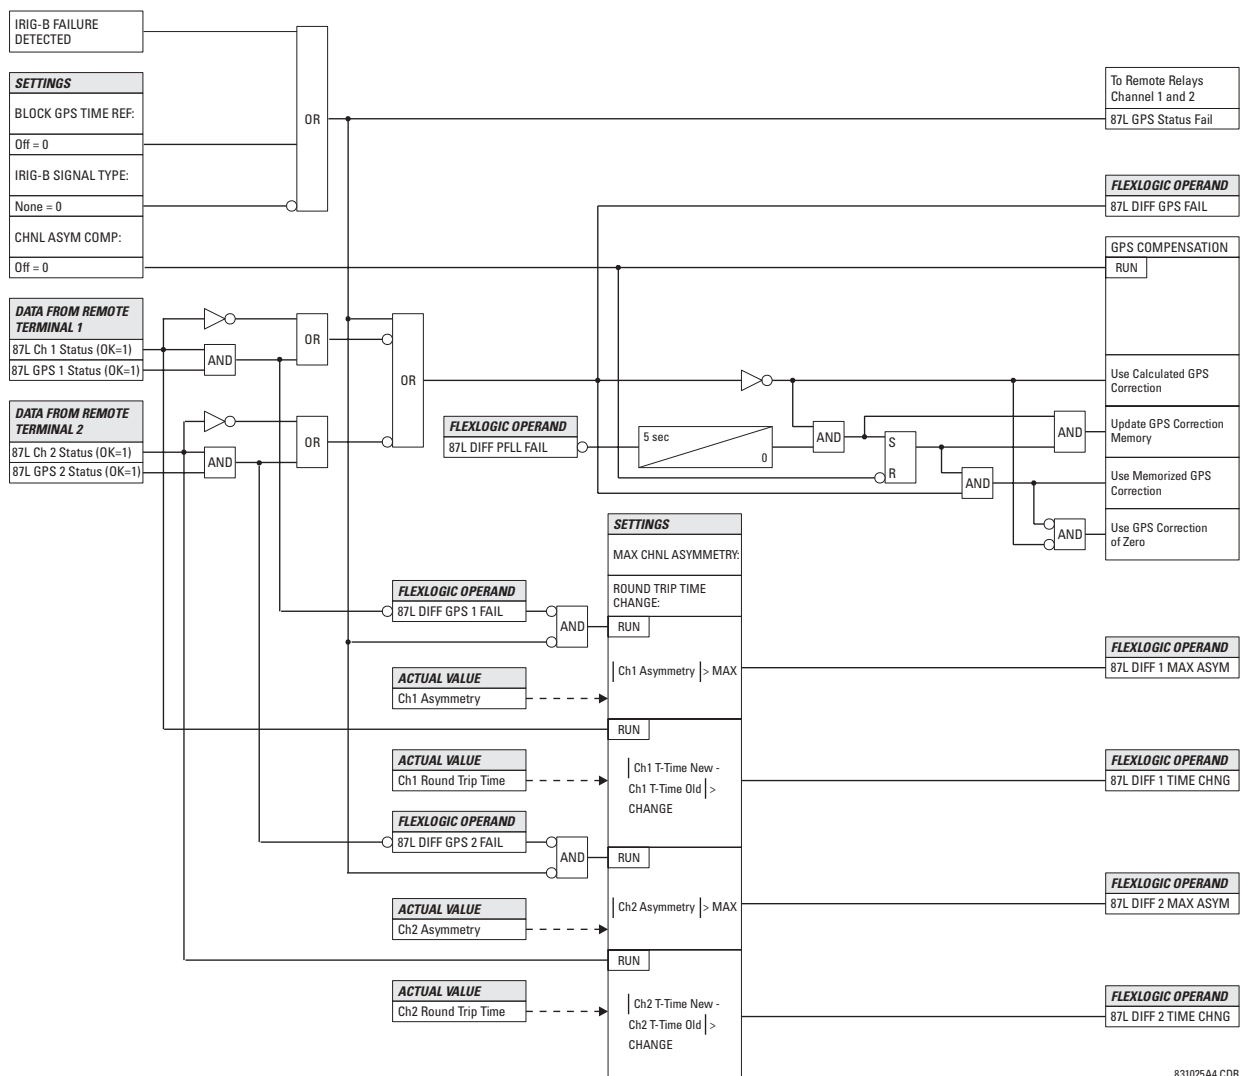 IRIG-B FAILURE
DETECTED
SETTINGS
BLOCK GPS TIME REF:
Off = 0
IRIG-B SIGNAL TYPE:
None = 0
CHNL ASYM COMP:
Off = 0
OR
To Remote Relays
Channel 1 and 2
87L GPS Status Fail
FLEXLOGIC OPERAND
87L DIFF GPS FAIL
GPS COMPENSATION
RUN
Use Calculated GPS
Correction
Update GPS Correction
Memory
Use Memorized GPS
Correction
Use GPS Correction
of Zero
DATA FROM REMOTE
TERMINAL 1
87L Ch 1 Status (OK=1)
87L GPS 1 Status (OK=1)
AND
OR
DATA FROM REMOTE
TERMINAL 2
87L Ch 2 Status (OK=1)
87L GPS 2 Status (OK=1)
AND
OR
OR
FLEXLOGIC OPERAND
87L DIFF PFLL FAIL
5 sec
0
AND
S
R
AND
AND
AND
SETTINGS
MAX CHNL ASYMMETRY:
ROUND TRIP TIME
CHANGE:
FLEXLOGIC OPERAND
87L DIFF GPS 1 FAIL
AND
RUN
|Ch1 Asymmetry|> MAX
FLEXLOGIC OPERAND
87L DIFF 1 MAX ASYM
ACTUAL VALUE
Ch1 Asymmetry
RUN
ACTUAL VALUE
Ch1 Round Trip Time
|Ch1 T-Time New -
Ch1 T-Time Old|>
CHANGE
FLEXLOGIC OPERAND
87L DIFF 1 TIME CHNG
FLEXLOGIC OPERAND
87L DIFF GPS 2 FAIL
AND
RUN
|Ch2 Asymmetry|> MAX
FLEXLOGIC OPERAND
87L DIFF 2 MAX ASYM
ACTUAL VALUE
Ch2 Asymmetry
RUN
ACTUAL VALUE
Ch2 Round Trip Time
|Ch2 T-Time New -
Ch2 T-Time Old|>
CHANGE
FLEXLOGIC OPERAND
87L DIFF 2 TIME CHNG
831025A4.CDR